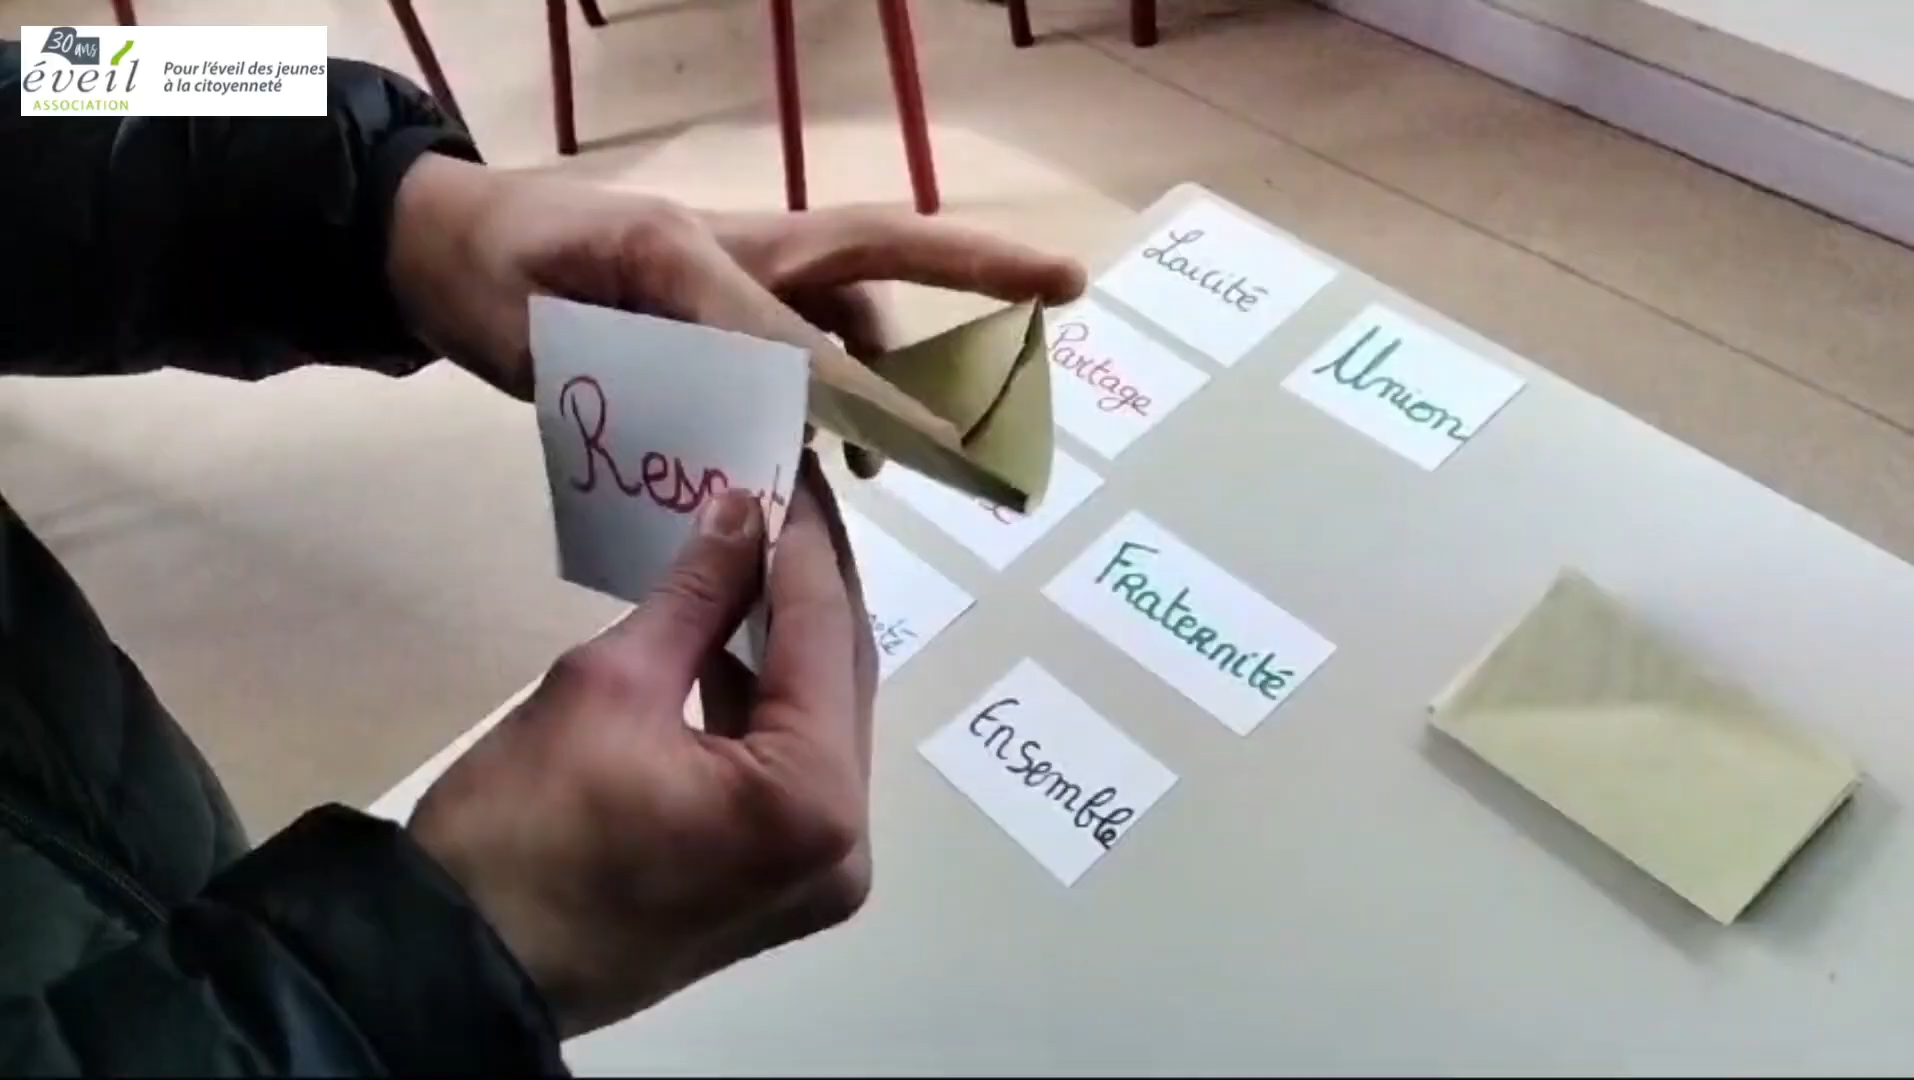 30 ans
éveil
ASSOCIATION
Pour l'éveil des jeunes
à la citoyenneté
Laïcité
Partage
Union
Fraternité
Ensemble